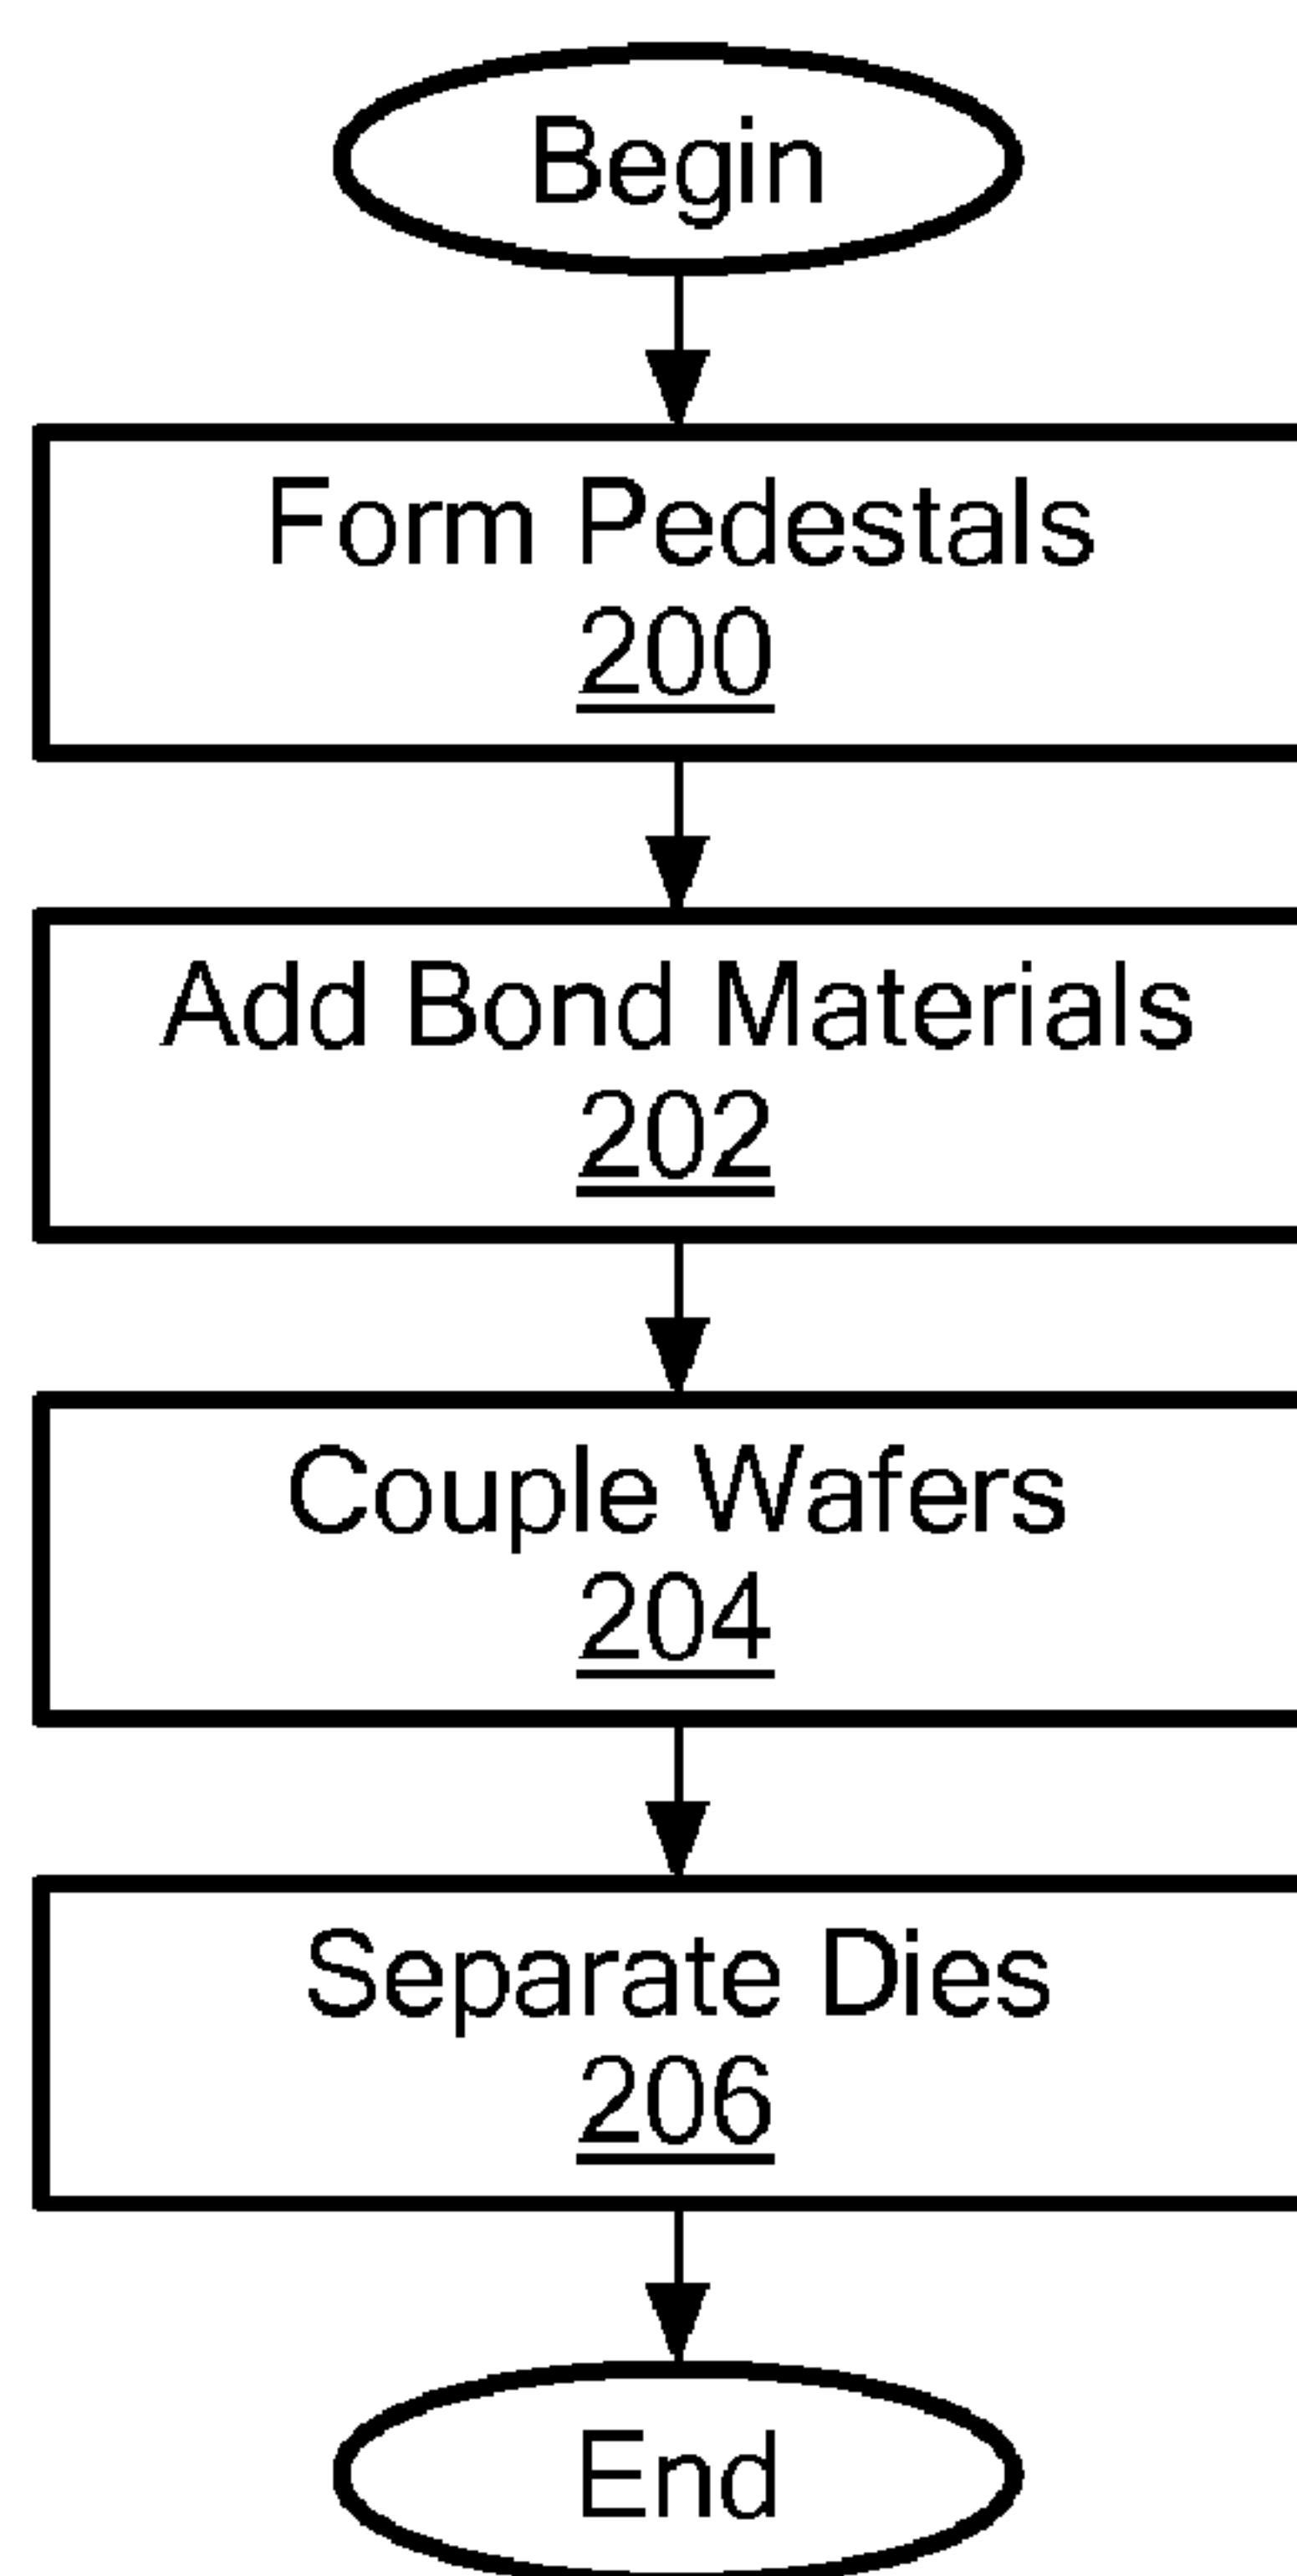 Begin
Form Pedestals
200
Add Bond Materials
202
Couple Wafers
204
Separate Dies
206
End